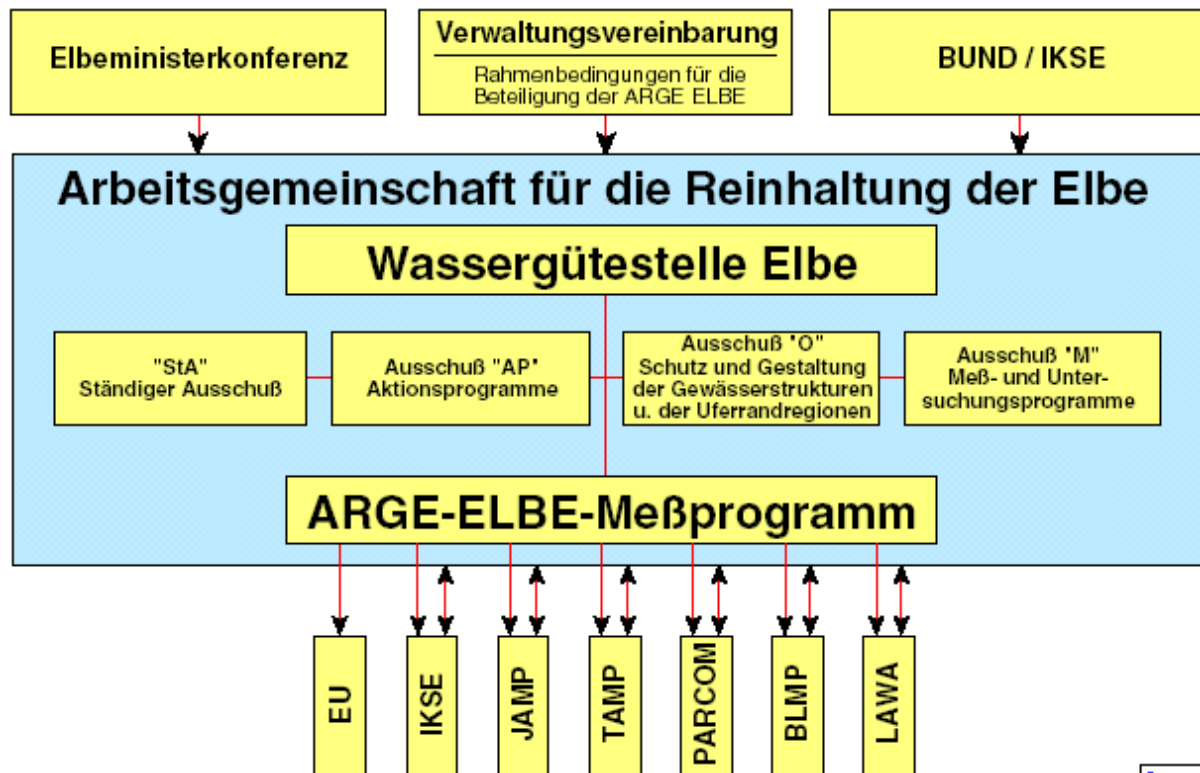 Elbeministerkonferenz
Verwaltungsvereinbarung
Rahmenbedingungen für die
Beteiligung der ARGE ELBE
BUND / IKSE
Arbeitsgemeinschaft für die Reinhaltung der Elbe
Wassergütestelle Elbe
"StA"
Ständiger Ausschuß
Ausschuß "AP"
Aktionsprogramme
Ausschuß "O"
Schutz und Gestaltung
der Gewässerstrukturen
u. der Uferrandregionen
Ausschuß "M"
Meß- und Unter-
suchungsprogramme
ARGE-ELBE-Meßprogramm
EU
IKSE
JAMP
TAMP
PARCOM
BLMP
LAWA